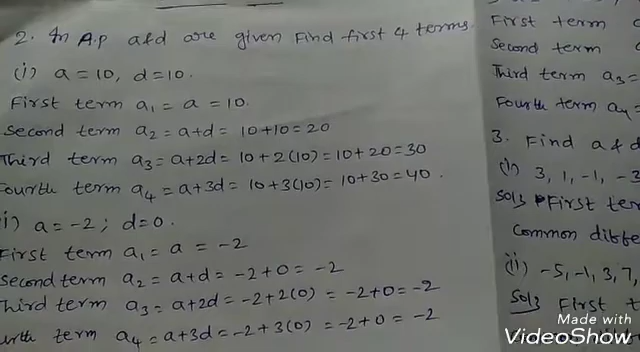 2. In A.p a&d are given Find first 4 terms.
(i) a = 10, d=10.
First term a₁ = a = 10.
Second term a₂ = a+d = 10+10=20
Third term a₃ = a+2d = 10+2(10) = 10+20=30
Fourth term a₄ = a+3d = 10+3(10) = 10+30=40.
i) a=-2; d=0.
First term a₁ = a = -2
Second term a₂ = a+d = -2+0 = -2
Third term a₃ = a+2d = -2+2(0) = -2+0=-2
urth term a₄ = a+3d = -2+3(0) = -2+0 = -2
First term
Second term
Third term a₃ =
Fourth term a₄ =
3. Find a & d
(i) 3, 1, -1, -3
First ter
Common diffe
(ii) -5, -1, 3, 7,
First t
Made with
VideoShow